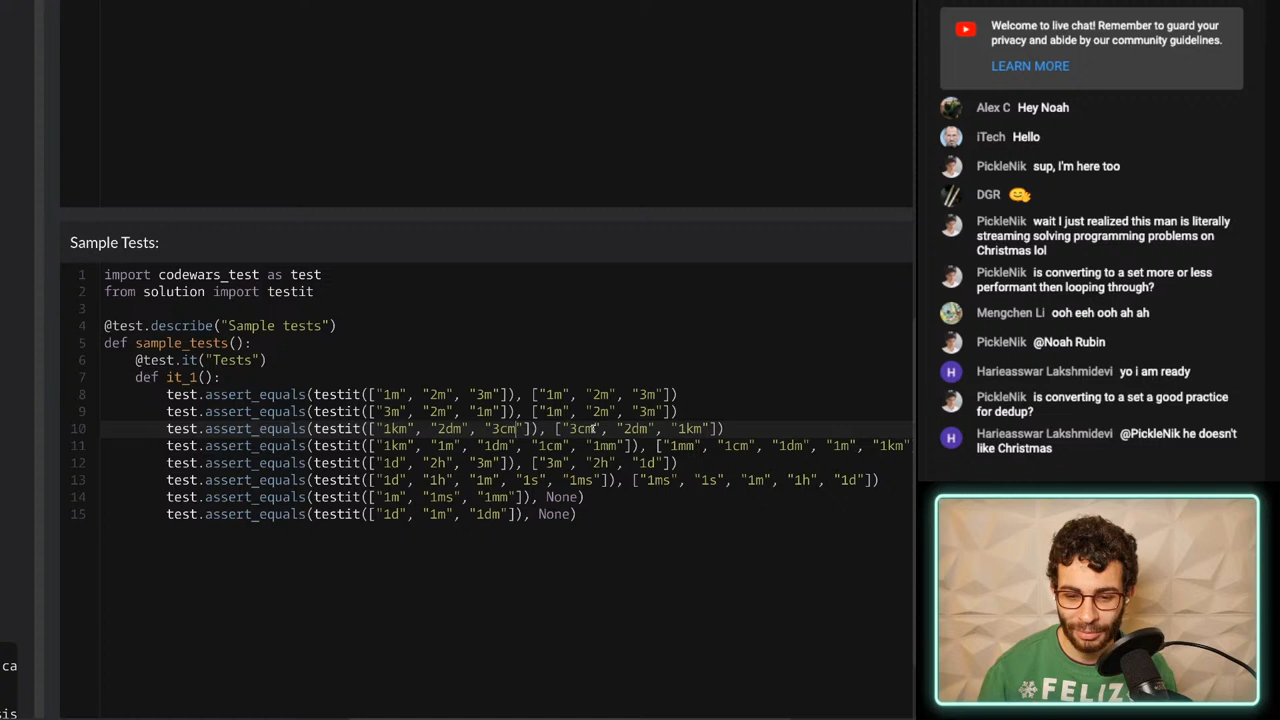 Sample Tests:
1 import codewars_test as test
2 from solution import testit
3
4 @test.describe("Sample tests")
5 def sample_tests():
6 @test.it("Tests")
7 def it_1():
8 test.assert_equals(testit(["1m", "2m", "3m"]), ["1m", "2m", "3m"])
9 test.assert_equals(testit(["3m", "2m", "1m"]), ["1m", "2m", "3m"])
10 test.assert_equals(testit(["1km", "2dm", "3cm"]), ["3cm", "2dm", "1km"])
11 test.assert_equals(testit(["1km", "1m", "1dm", "1cm", "1mm"]), ["1mm", "1cm", "1dm", "1m", "1km"
12 test.assert_equals(testit(["1d", "2h", "3m"]), ["3m", "2h", "1d"])
13 test.assert_equals(testit(["1d", "1h", "1m", "1s", "1ms"]), ["1ms", "1s", "1m", "1h", "1d"])
14 test.assert_equals(testit(["1m", "1ms", "1mm"]), None)
15 test.assert_equals(testit(["1d", "1m", "1dm"]), None)
ca
sis
Welcome to live chat! Remember to guard your
privacy and abide by our community guidelines.
LEARN MORE
Alex C Hey Noah
iTech Hello
PickleNik sup, I'm here too
DGR
PickleNik wait I just realized this man is literally
streaming solving programming problems on
Christmas lol
PickleNik is converting to a set more or less
performant then looping through?
Mengchen Li ooh eeh ooh ah ah
PickleNik @Noah Rubin
H Harieasswar Lakshmidevi yo i am ready
PickleNik is converting to a set a good practice
for dedup?
H Harieasswar Lakshmidevi @PickleNik he doesn't
like Christmas
FELIZ